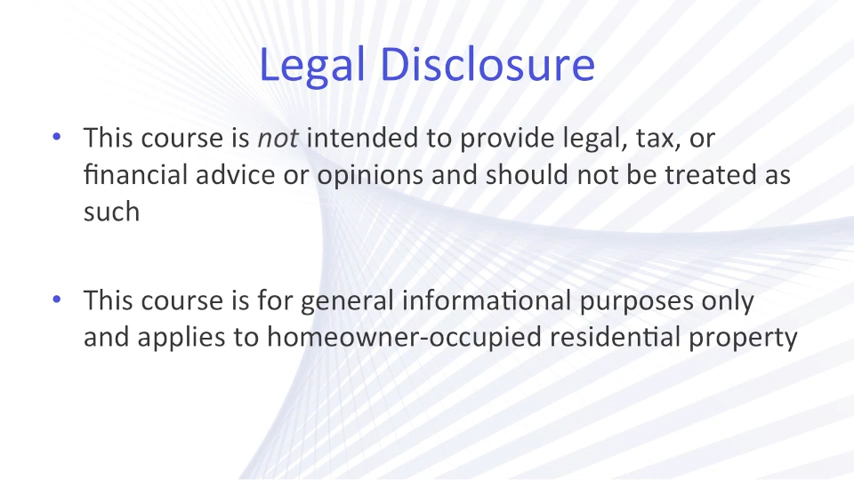 Legal Disclosure
• This course is not intended to provide legal, tax, or
financial advice or opinions and should not be treated as
such
• This course is for general informational purposes only
and applies to homeowner-occupied residential property